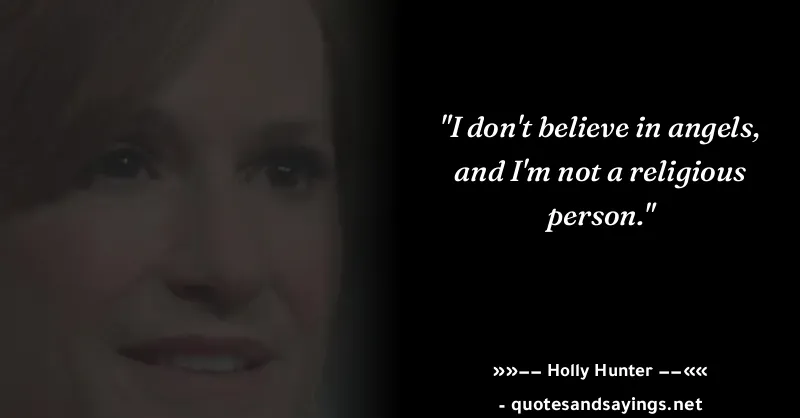 "I don't believe in angels,
and I'm not a religious
person."
»»−− Holly Hunter −−««
- quotesandsayings.net